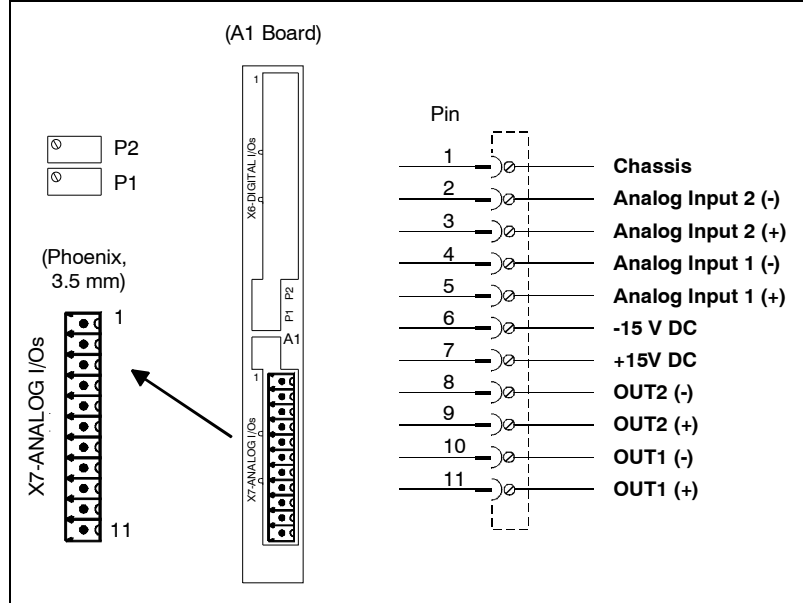 (A1 Board)
P2
P1
(Phoenix,
3.5 mm)
1
X7-ANALOG I/Os
11
1
X6-DIGITAL I/Os
P1 P2
A1
1
X7-ANALOG I/Os
Pin
1 Chassis
2 Analog Input 2 (-)
3 Analog Input 2 (+)
4 Analog Input 1 (-)
5 Analog Input 1 (+)
6 -15 V DC
7 +15V DC
8 OUT2 (-)
9 OUT2 (+)
10 OUT1 (-)
11 OUT1 (+)